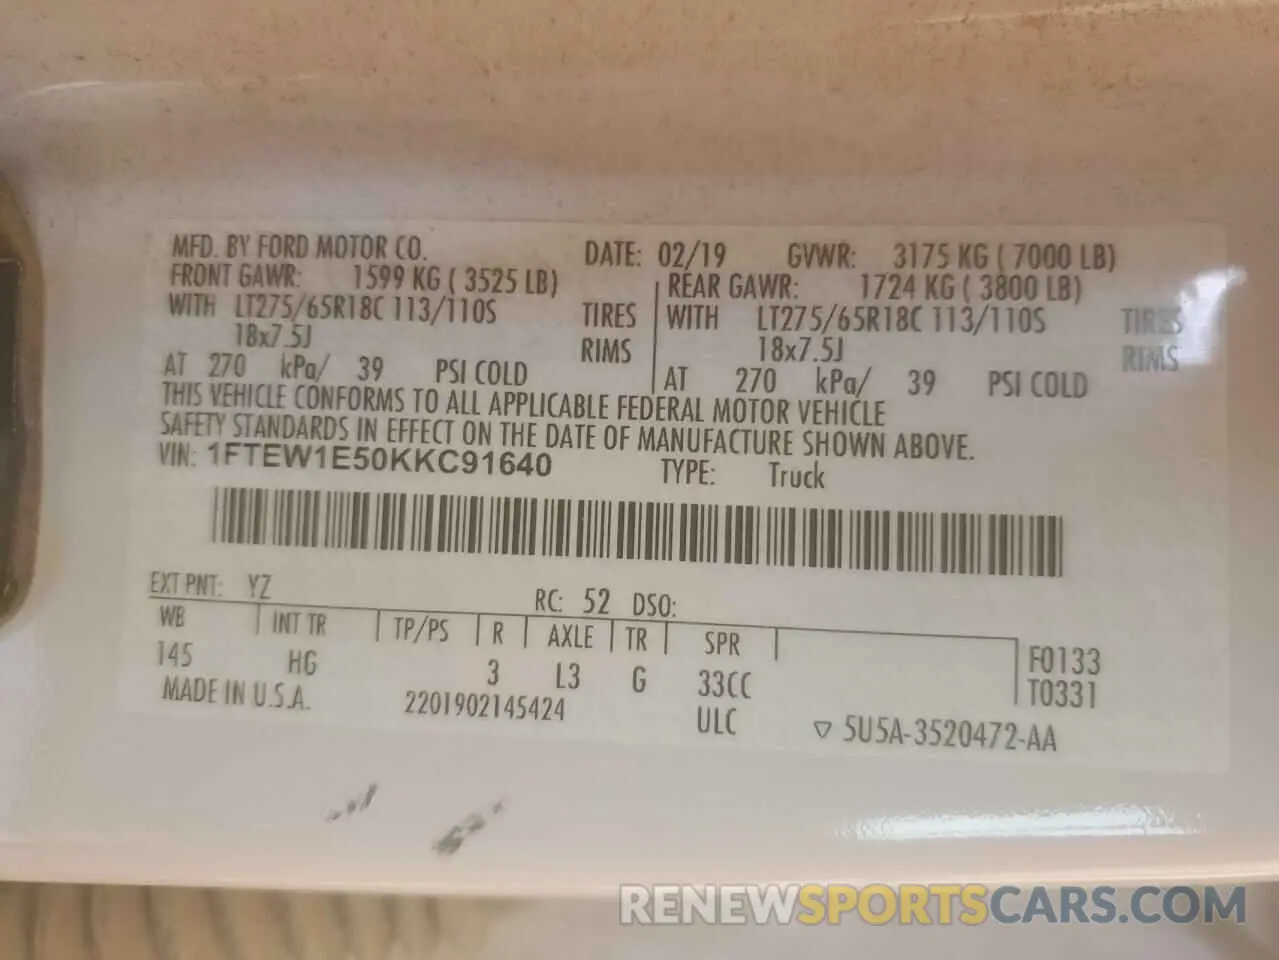 MFD. BY FORD MOTOR CO. DATE: 02/19 GVWR: 3175 KG ( 7000 LB)
FRONT GAWR: 1599 KG ( 3525 LB) REAR GAWR: 1724 KG ( 3800 LB)
WITH LT275/65R18C 113/110S TIRES WITH LT275/65R18C 113/110S TIRES
18x7.5J RIMS 18x7.5J RIMS
AT 270 kPa/ 39 PSI COLD AT 270 kPa/ 39 PSI COLD
THIS VEHICLE CONFORMS TO ALL APPLICABLE FEDERAL MOTOR VEHICLE
SAFETY STANDARDS IN EFFECT ON THE DATE OF MANUFACTURE SHOWN ABOVE.
VIN: 1FTEW1E50KKC91640 TYPE: Truck
EXT PNT: YZ RC: 52 DSO:
WB INT TR TP/PS R AXLE TR SPR F0133
145 HG 3 L3 G 33CC T0331
MADE IN U.S.A. 2201902145424 ULC ▽ 5U5A-3520472-AA
RENEWSPORTSCARS.COM